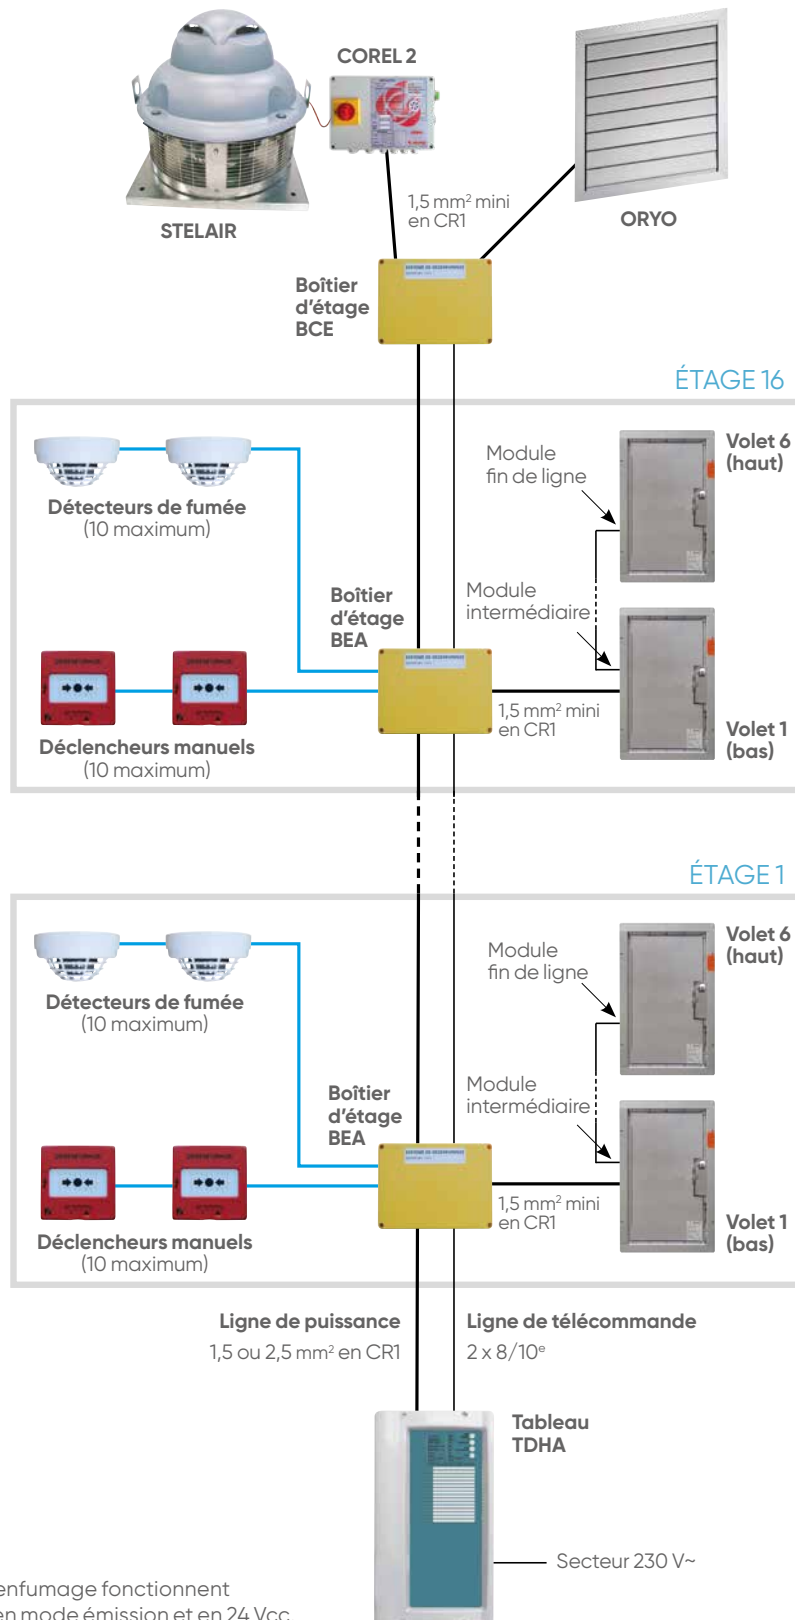 COREL 2
1,5 mm² mini
en CR1
STELAIR
ORYO
Boîtier
d'étage
BCE
ÉTAGE 16
Détecteurs de fumée
(10 maximum)
Module
fin de ligne
Volet 6
(haut)
Boîtier
d'étage
BEA
Module
intermédiaire
1,5 mm² mini
en CR1
Déclencheurs manuels
(10 maximum)
Volet 1
(bas)
ÉTAGE 1
Détecteurs de fumée
(10 maximum)
Module
fin de ligne
Volet 6
(haut)
Boîtier
d'étage
BEA
Module
intermédiaire
1,5 mm² mini
en CR1
Déclencheurs manuels
(10 maximum)
Volet 1
(bas)
Ligne de puissance
1,5 ou 2,5 mm² en CR1
Ligne de télécommande
2 x 8/10ᵉ
Tableau
TDHA
Secteur 230 V~
enfumage fonctionnent
en mode émission et en 24 Vcc